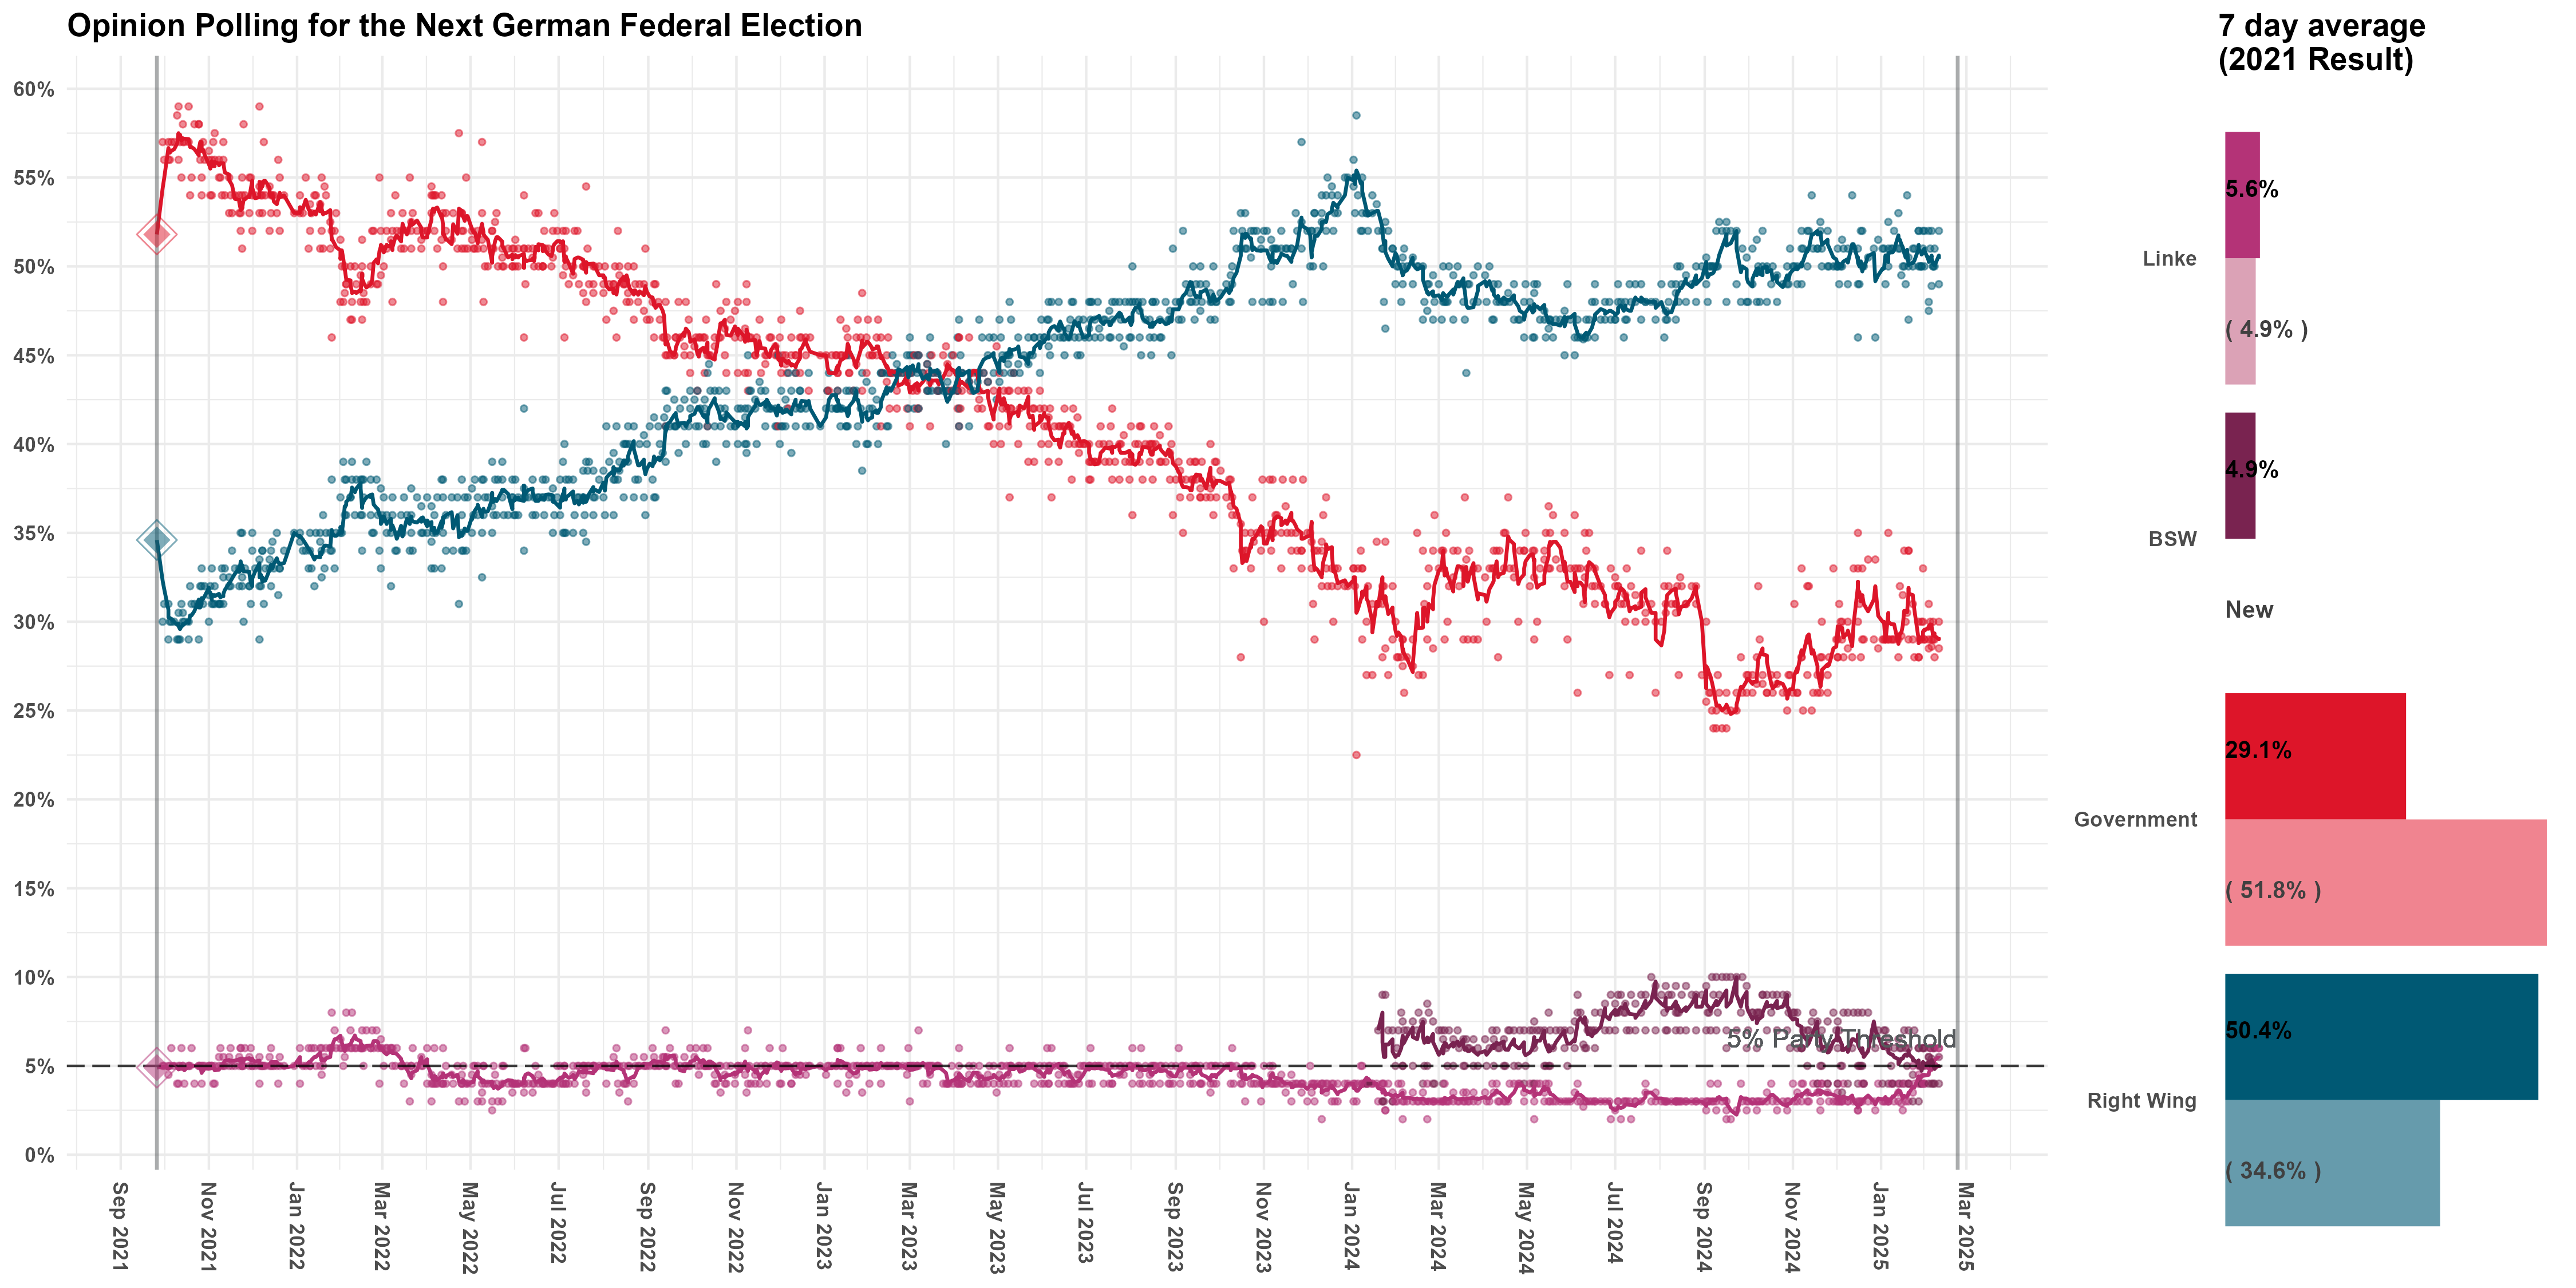 Opinion Polling for the Next German Federal Election
7 day average
(2021 Result)
60%
55%
50%
45%
40%
35%
30%
25%
20%
15%
10%
5%
0%
5% Party Threshold
Sep 2021
Nov 2021
Jan 2022
Mar 2022
May 2022
Jul 2022
Sep 2022
Nov 2022
Jan 2023
Mar 2023
May 2023
Jul 2023
Sep 2023
Nov 2023
Jan 2024
Mar 2024
May 2024
Jul 2024
Sep 2024
Nov 2024
Jan 2025
Mar 2025
5.6%
Linke
( 4.9% )
4.9%
BSW
New
29.1%
Government
( 51.8% )
50.4%
Right Wing
( 34.6% )